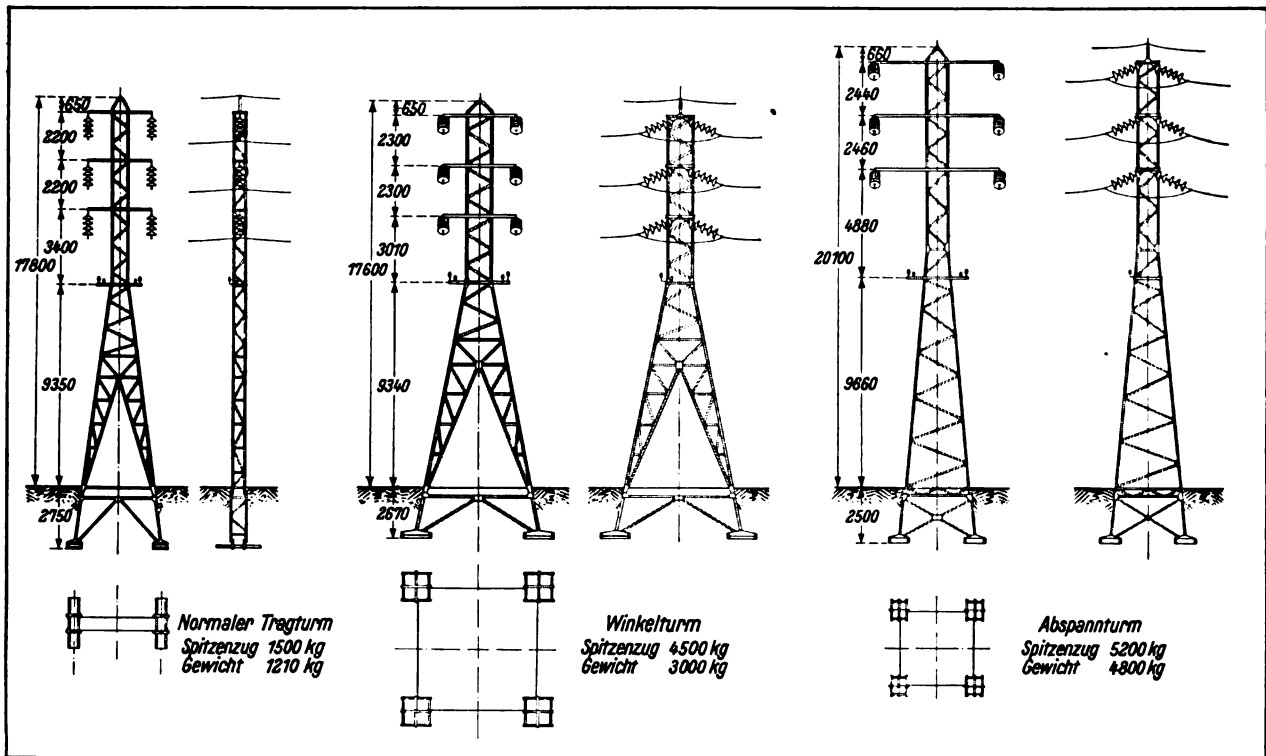 650
2200
2200
3400
17800
9350
2750
Normaler Tragturm
Spitzenzug 1500 kg
Gewicht 1210 kg
650
2300
2300
3010
17600
9340
2670
Winkelturm
Spitzenzug 4500 kg
Gewicht 3000 kg
660
2440
2460
4880
20100
9660
2500
Abspannturm
Spitzenzug 5200 kg
Gewicht 4800 kg